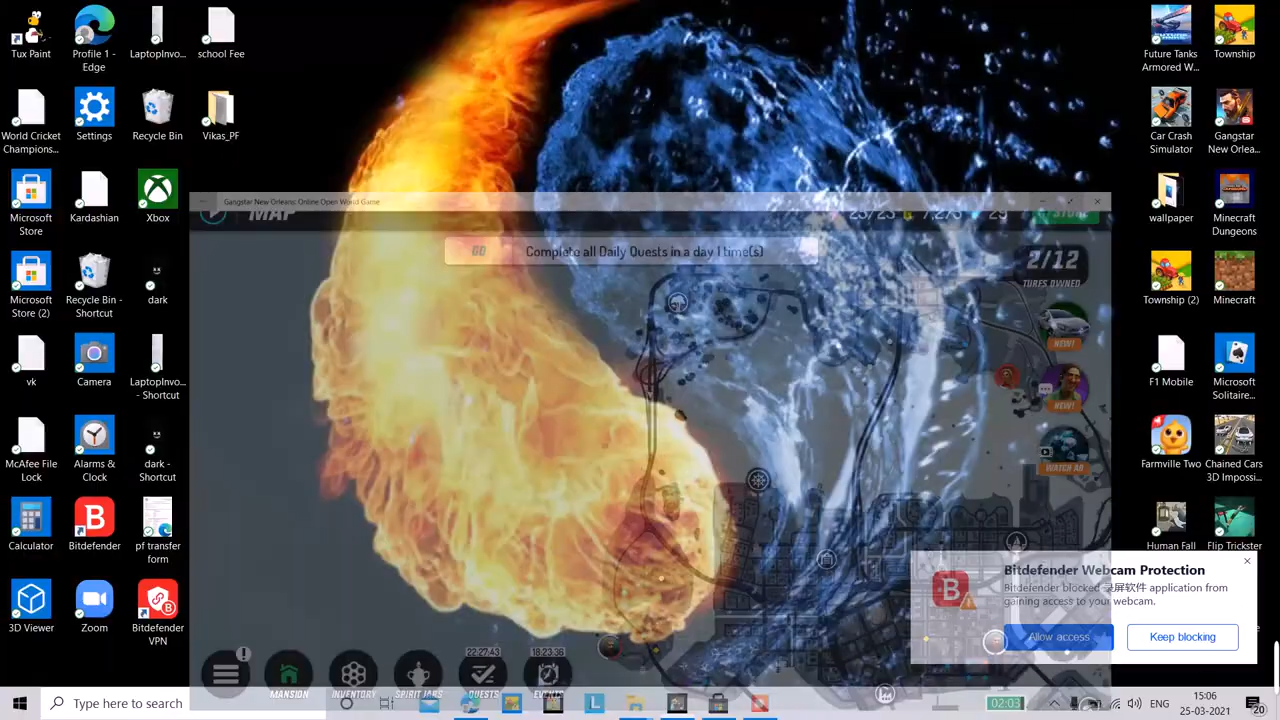 Tux Paint
Profile 1 -
Edge
LaptopInvo...
school Fee
World Cricket
Champions...
Settings
Recycle Bin
Vikas_PF
Microsoft
Store
Kardashian
Xbox
Microsoft
Store (2)
Recycle Bin -
Shortcut
dark
vk
Camera
LaptopInvo...
- Shortcut
McAfee File
Lock
Alarms &
Clock
dark -
Shortcut
Calculator
Bitdefender
pf transfer
form
3D Viewer
Zoom
Bitdefender
VPN
Gangstar New Orleans: Online Open World Game
MAP
23/23
7,273
25
STORE
GO
Complete all Daily Quests in a day 1 time(s)
2/12
TURFS OWNED
NEW!
NEW!
WATCH AD
22:27:43
18:23:38
MANSION
INVENTORY
SPIRIT JARS
QUESTS
EVENTS
Future Tanks
Armored W...
Township
Car Crash
Simulator
Gangstar
New Orlea...
wallpaper
Minecraft
Dungeons
Township (2)
Minecraft
F1 Mobile
Microsoft
Solitaire...
Farmville Two
Chained Cars
3D Impossi...
Human Fall
Flip Trickster
Bitdefender Webcam Protection
Bitdefender blocked 录屏软件 application from
gaining access to your webcam.
Allow access
Keep blocking
Type here to search
02:03
ENG
15:06
25-03-2021
20